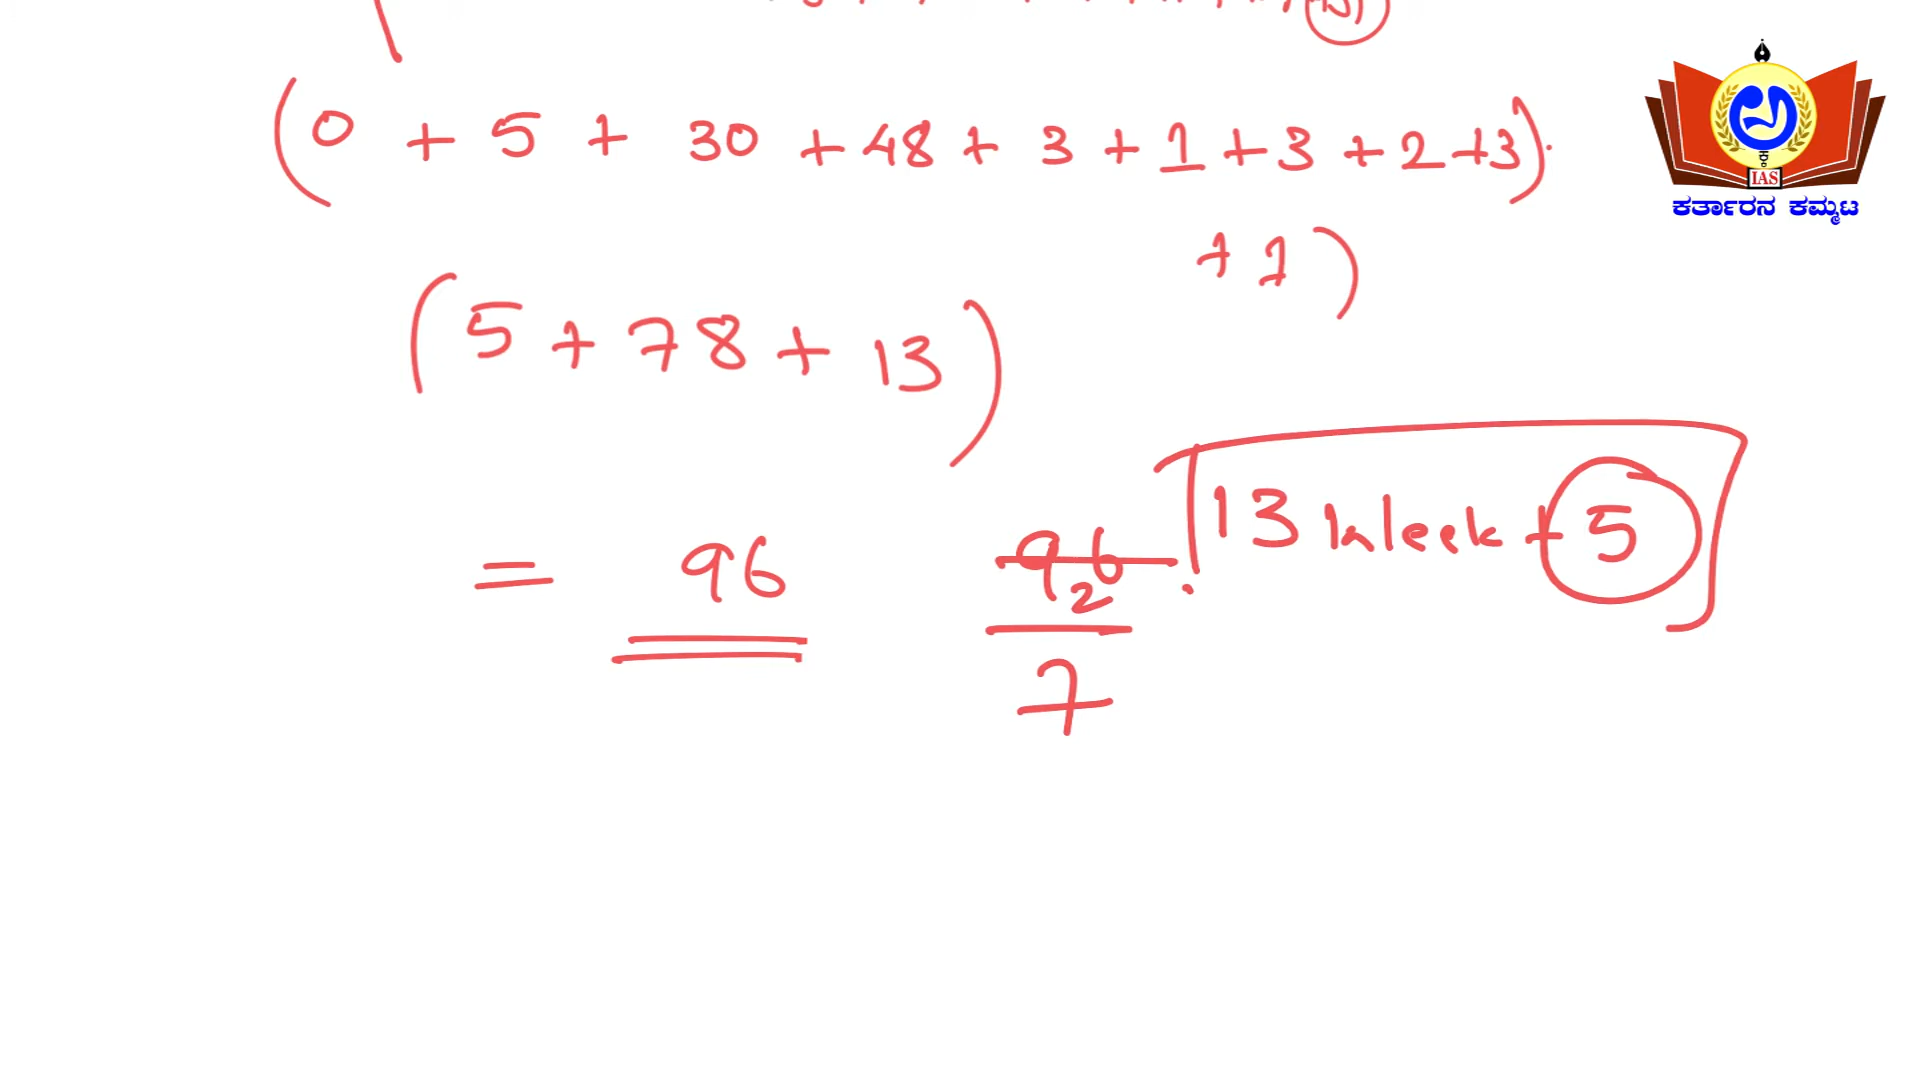 (0 + 5 + 30 + 48 + 3 + 1 + 3 + 2 + 3)
+ 1)
(5 + 78 + 13)
= 96
96
2
7
13 Week + 5
IAS
ಕರ್ತಾರನ ಕಮ್ಮಟ